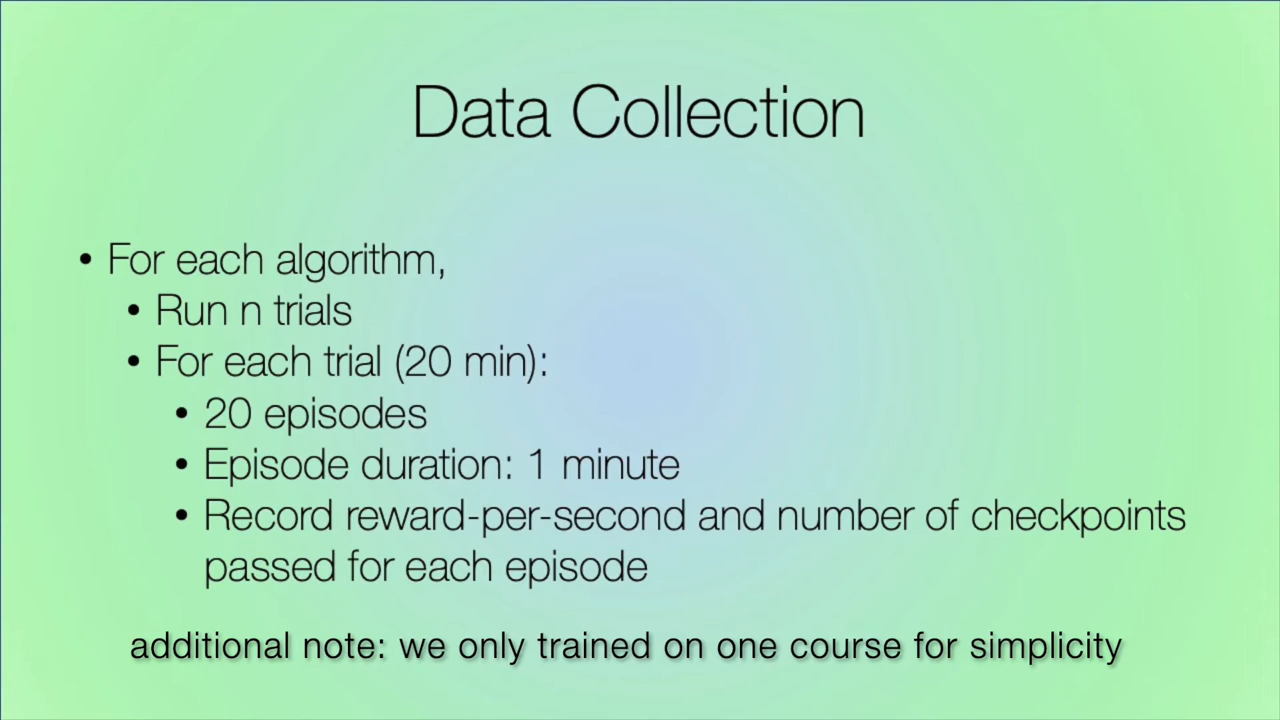 Data Collection
• For each algorithm,
• Run n trials
• For each trial (20 min):
• 20 episodes
• Episode duration: 1 minute
• Record reward-per-second and number of checkpoints
passed for each episode
additional note: we only trained on one course for simplicity